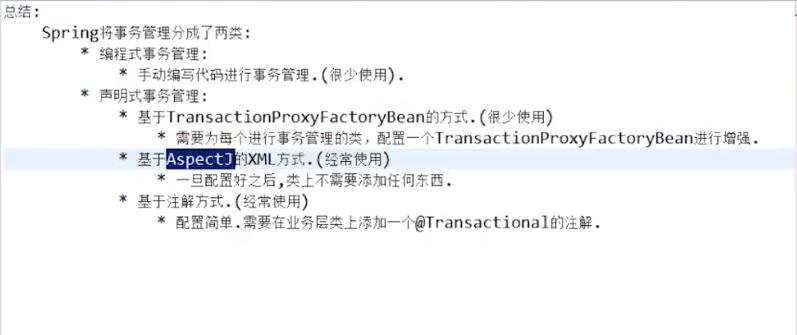 总结:
Spring将事务管理分成了两类:
* 编程式事务管理:
* 手动编写代码进行事务管理.(很少使用).
* 声明式事务管理:
* 基于TransactionProxyFactoryBean的方式.(很少使用)
* 需要为每个进行事务管理的类，配置一个TransactionProxyFactoryBean进行增强.
* 基于AspectJ的XML方式.(经常使用)
* 一旦配置好之后,类上不需要添加任何东西.
* 基于注解方式.(经常使用)
* 配置简单.需要在业务层类上添加一个@Transactional的注解.